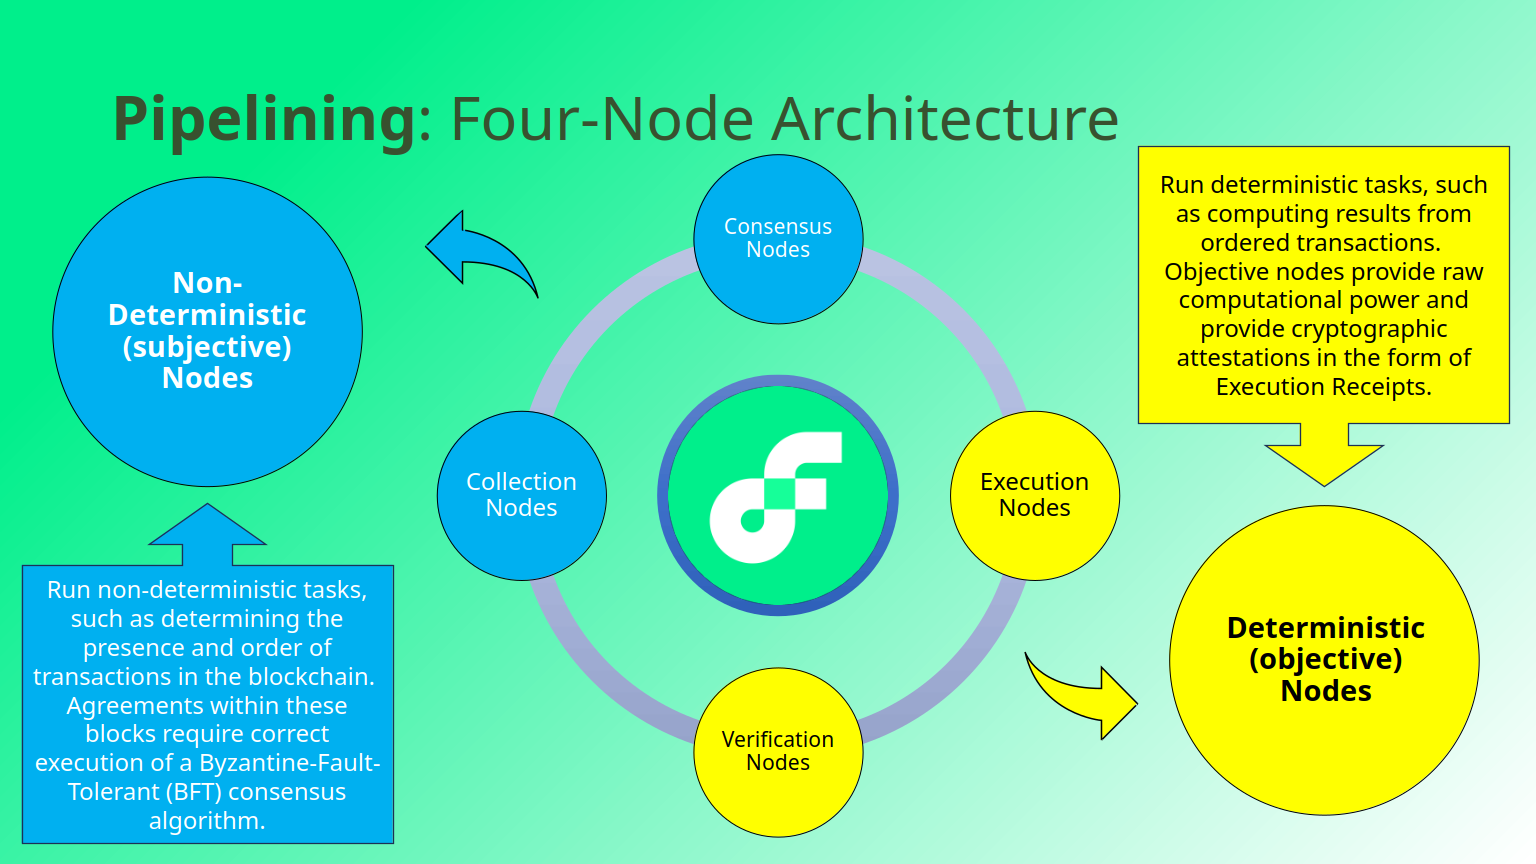 Pipelining: Four-Node Architecture
Non-
Deterministic
(subjective)
Nodes
Run non-deterministic tasks,
such as determining the
presence and order of
transactions in the blockchain.
Agreements within these
blocks require correct
execution of a Byzantine-Fault-
Tolerant (BFT) consensus
algorithm.
Consensus
Nodes
Collection
Nodes
Execution
Nodes
Verification
Nodes
Run deterministic tasks, such
as computing results from
ordered transactions.
Objective nodes provide raw
computational power and
provide cryptographic
attestations in the form of
Execution Receipts.
Deterministic
(objective)
Nodes